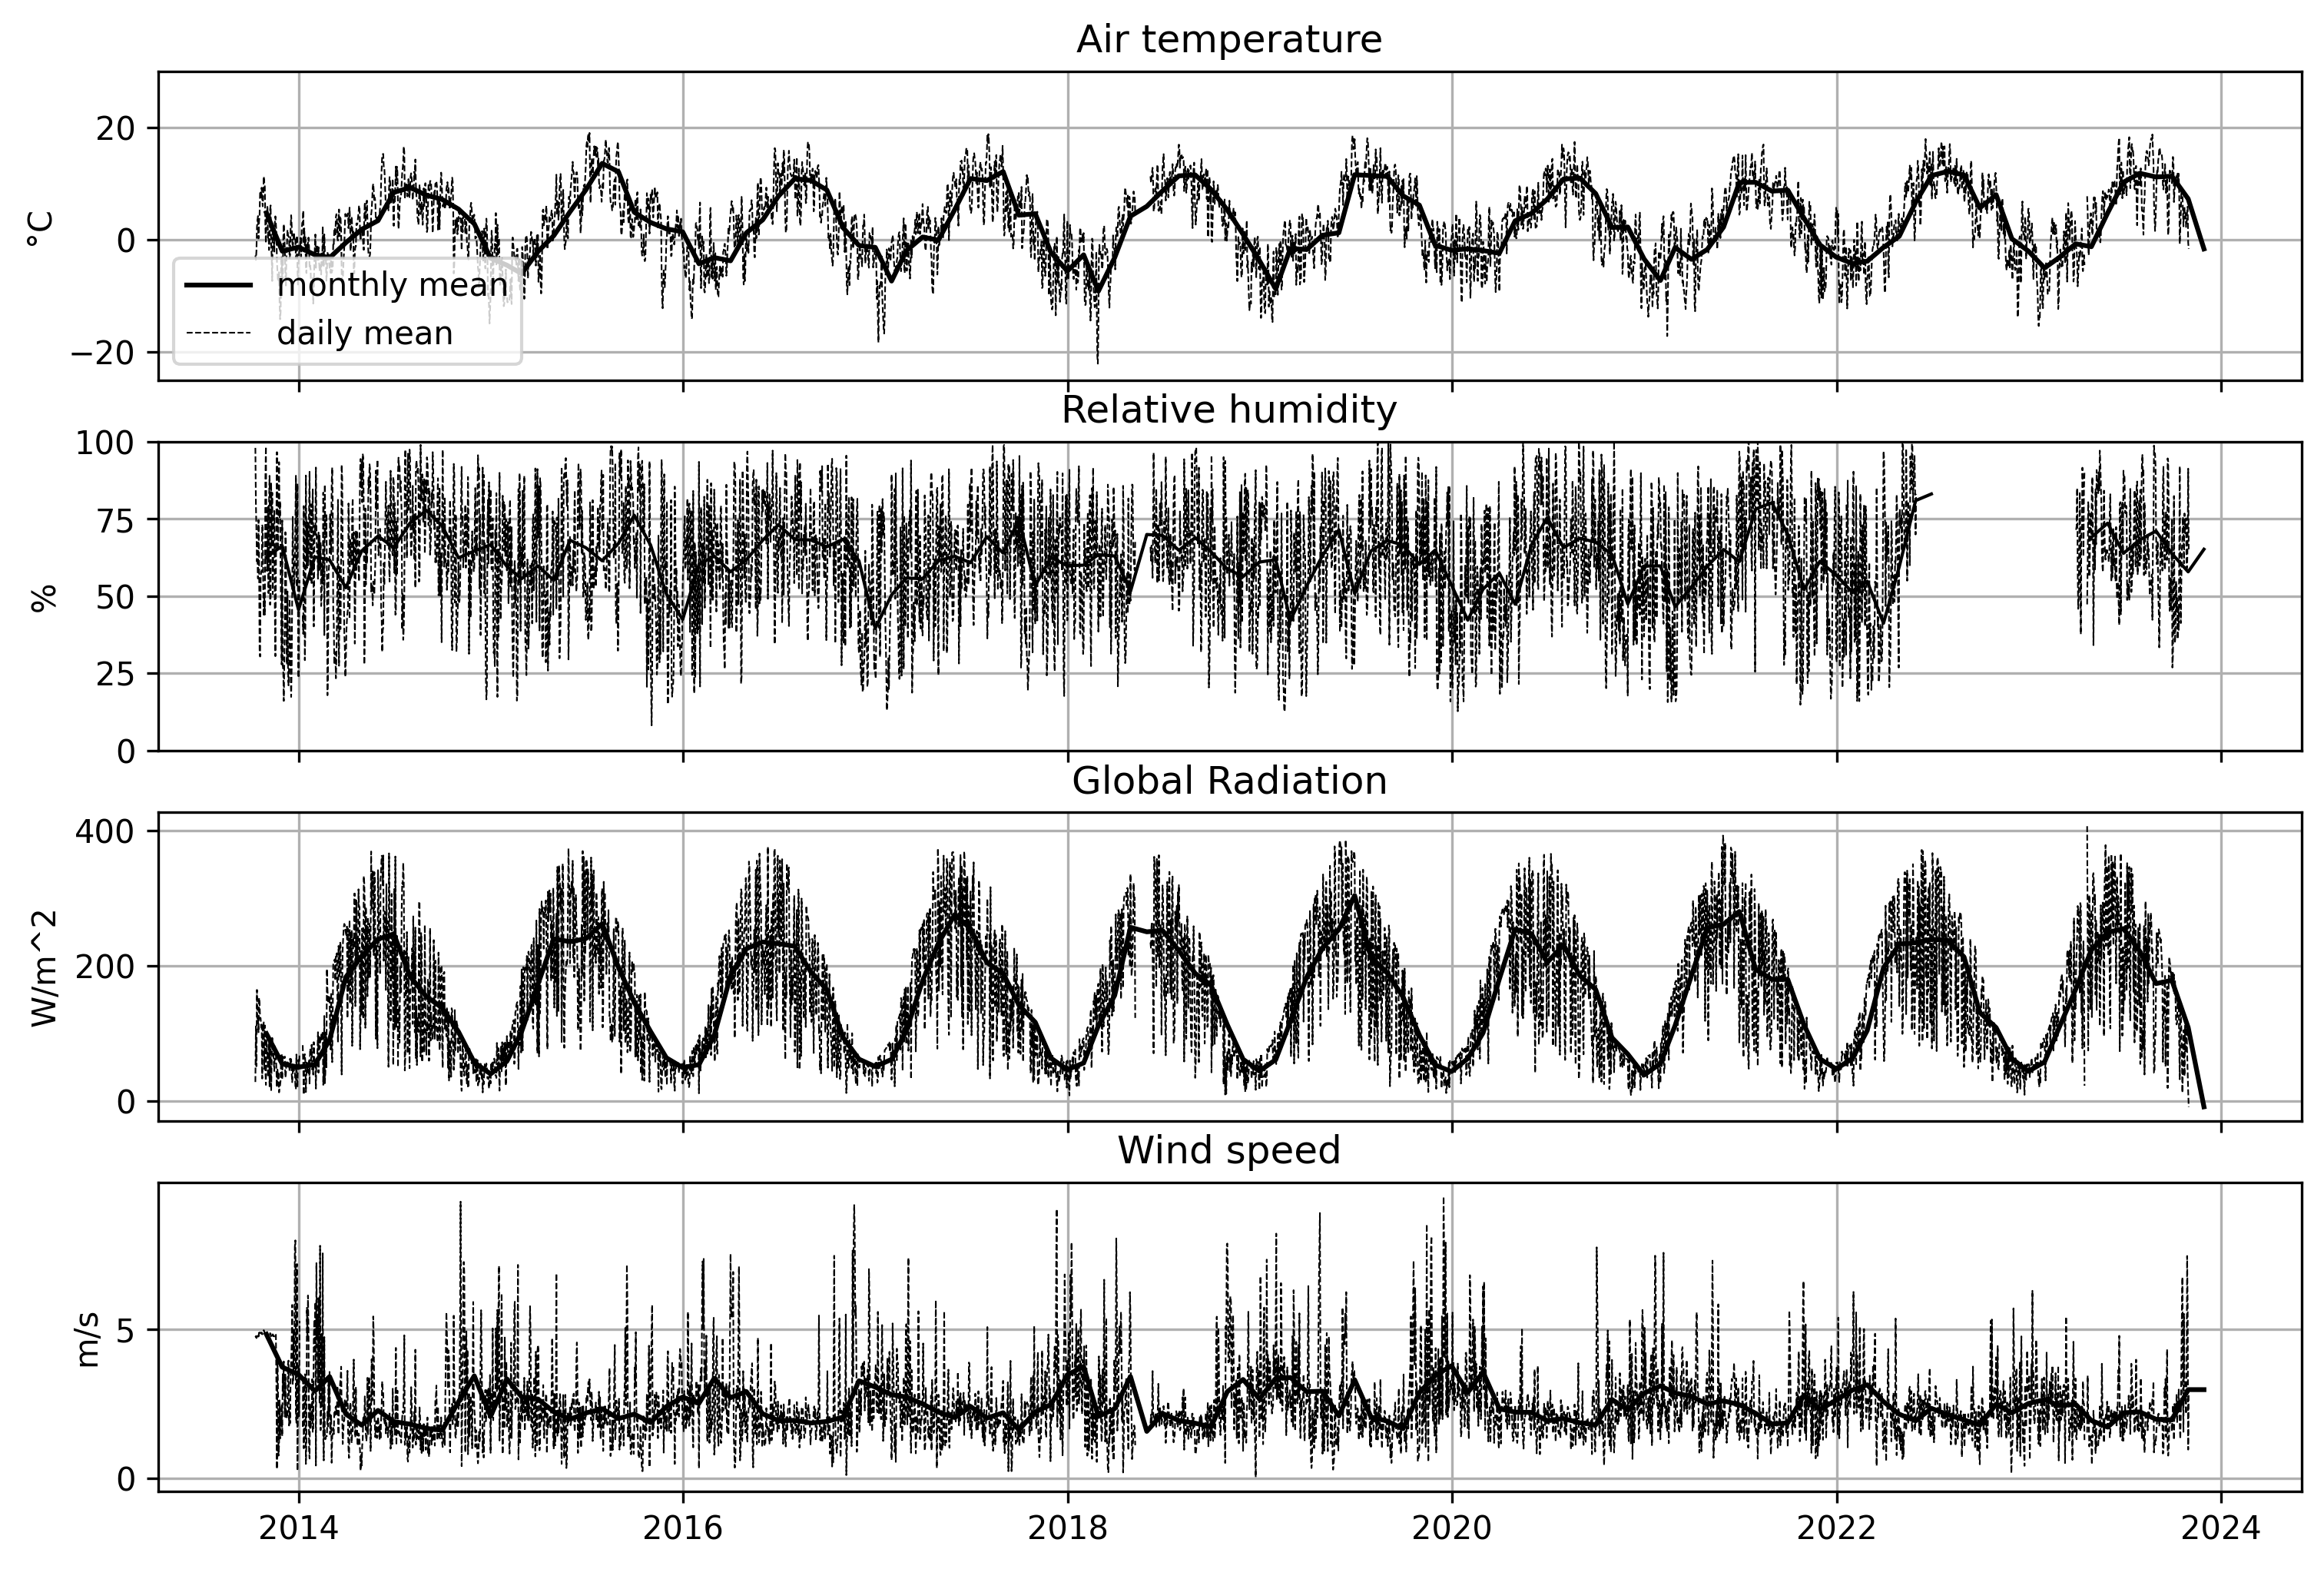 Air temperature
°C
20
0
−20
monthly mean
daily mean
Relative humidity
%
100
75
50
25
0
Global Radiation
W/m^2
400
200
0
Wind speed
m/s
5
0
2014 2016 2018 2020 2022 2024